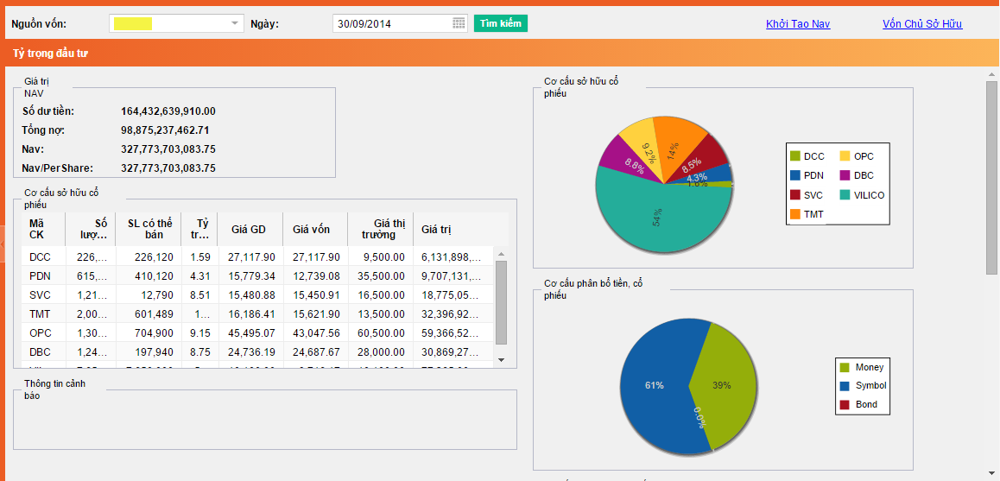 Nguồn vốn: Ngày: 30/09/2014 Tìm kiếm Khởi Tao Nav Vốn Chủ Sở Hữu
Tỷ trọng đầu tư
Giá trị
NAV
Số dư tiền: 164,432,639,910.00
Tổng nợ: 98,875,237,462.71
Nav: 327,773,703,083.75
Nav/PerShare: 327,773,703,083.75
Cơ cấu sở hữu cổ
phiếu
Mã CK Số lượ... SL có thể bán Tỷ tr... Giá GD Giá vốn Giá thị trường Giá trị
DCC 226,... 226,120 1.59 27,117.90 27,117.90 9,500.00 6,131,898,...
PDN 615,... 410,120 4.31 15,779.34 12,739.08 35,500.00 9,707,131,...
SVC 1,21... 12,790 8.51 15,480.88 15,450.91 16,500.00 18,775,05...
TMT 2,00... 601,489 1... 16,186.41 15,621.90 13,500.00 32,396,92...
OPC 1,30... 704,900 9.15 45,495.07 43,047.56 60,500.00 59,366,52...
DBC 1,24... 197,940 8.75 24,736.19 24,687.67 28,000.00 30,869,27...
Thông tin cảnh
báo
Cơ cấu sở hữu cổ
phiếu
9.2%
14%
8.8%
8.5%
4.3%
1.6%
54%
DCC OPC
PDN DBC
SVC VILICO
TMT
Cơ cấu phân bổ tiền, cổ
phiếu
61%
39%
0.0%
Money
Symbol
Bond